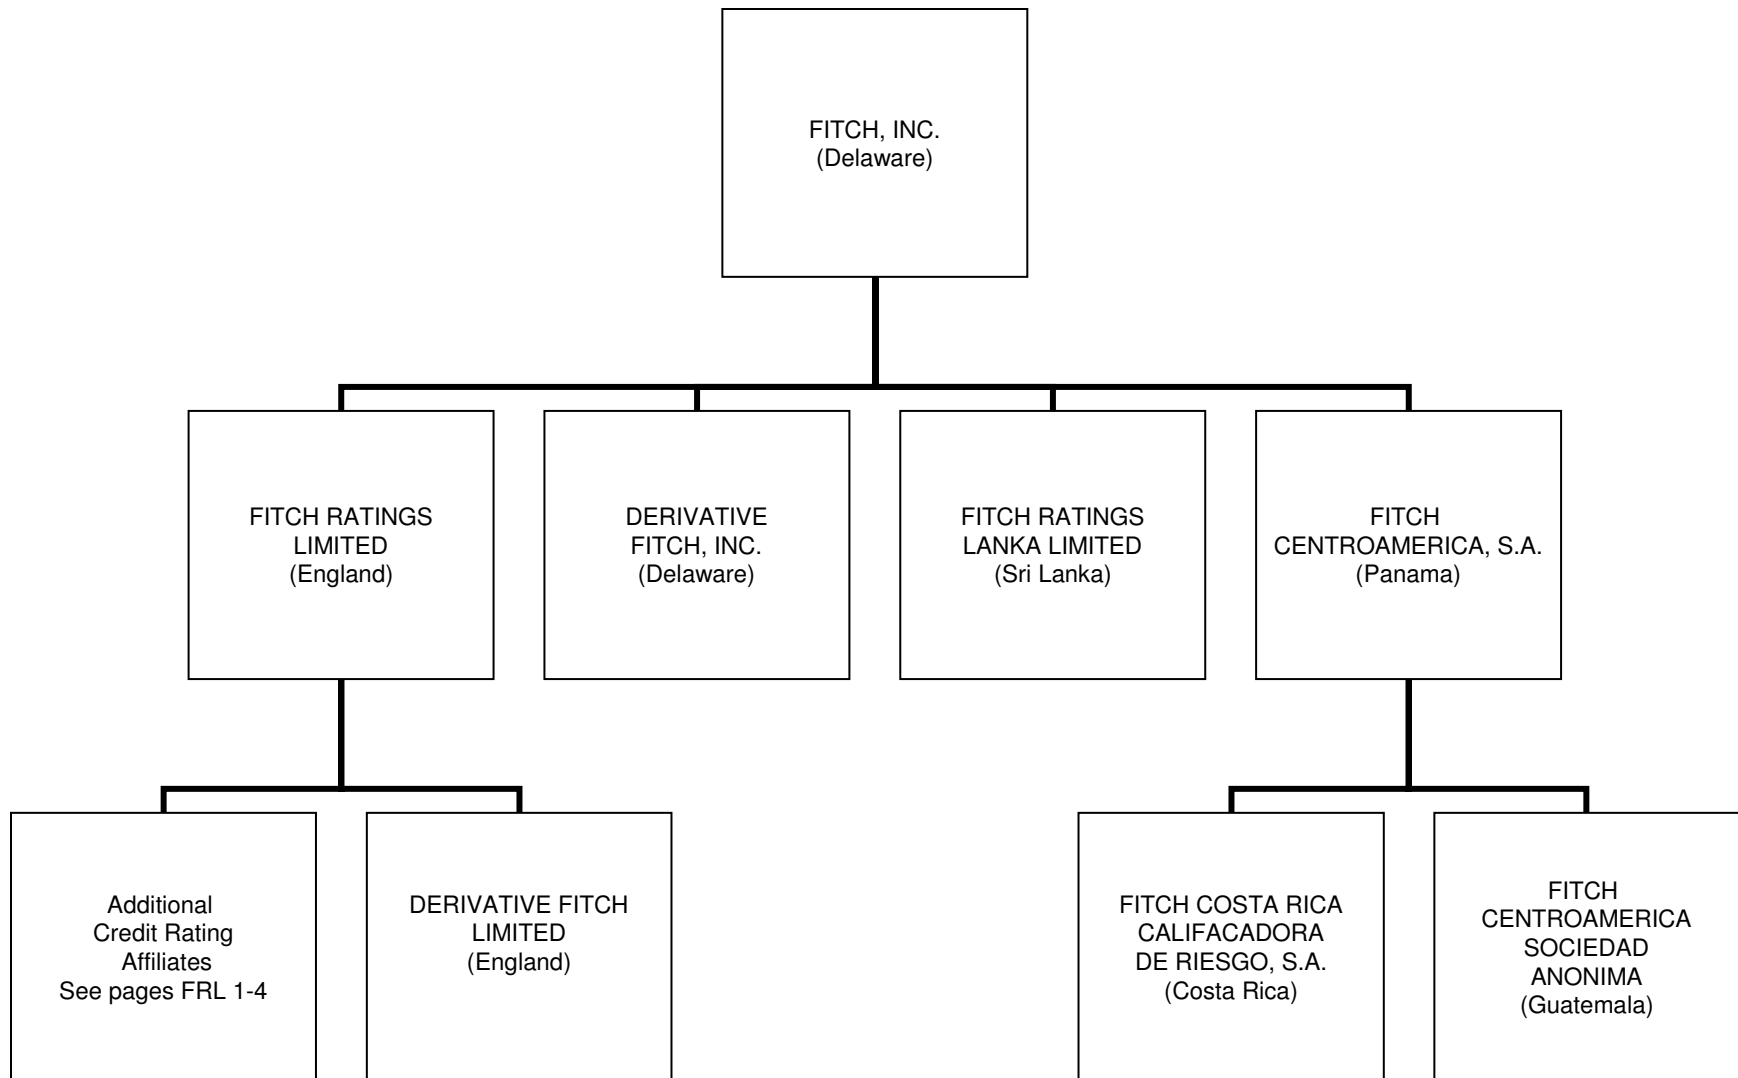 FITCH, INC.
(Delaware)
FITCH RATINGS
LIMITED
(England)
DERIVATIVE
FITCH, INC.
(Delaware)
FITCH RATINGS
LANKA LIMITED
(Sri Lanka)
FITCH
CENTROAMERICA, S.A.
(Panama)
Additional
Credit Rating
Affiliates
See pages FRL 1-4
DERIVATIVE FITCH
LIMITED
(England)
FITCH COSTA RICA
CALIFACADORA
DE RIESGO, S.A.
(Costa Rica)
FITCH
CENTROAMERICA
SOCIEDAD
ANONIMA
(Guatemala)